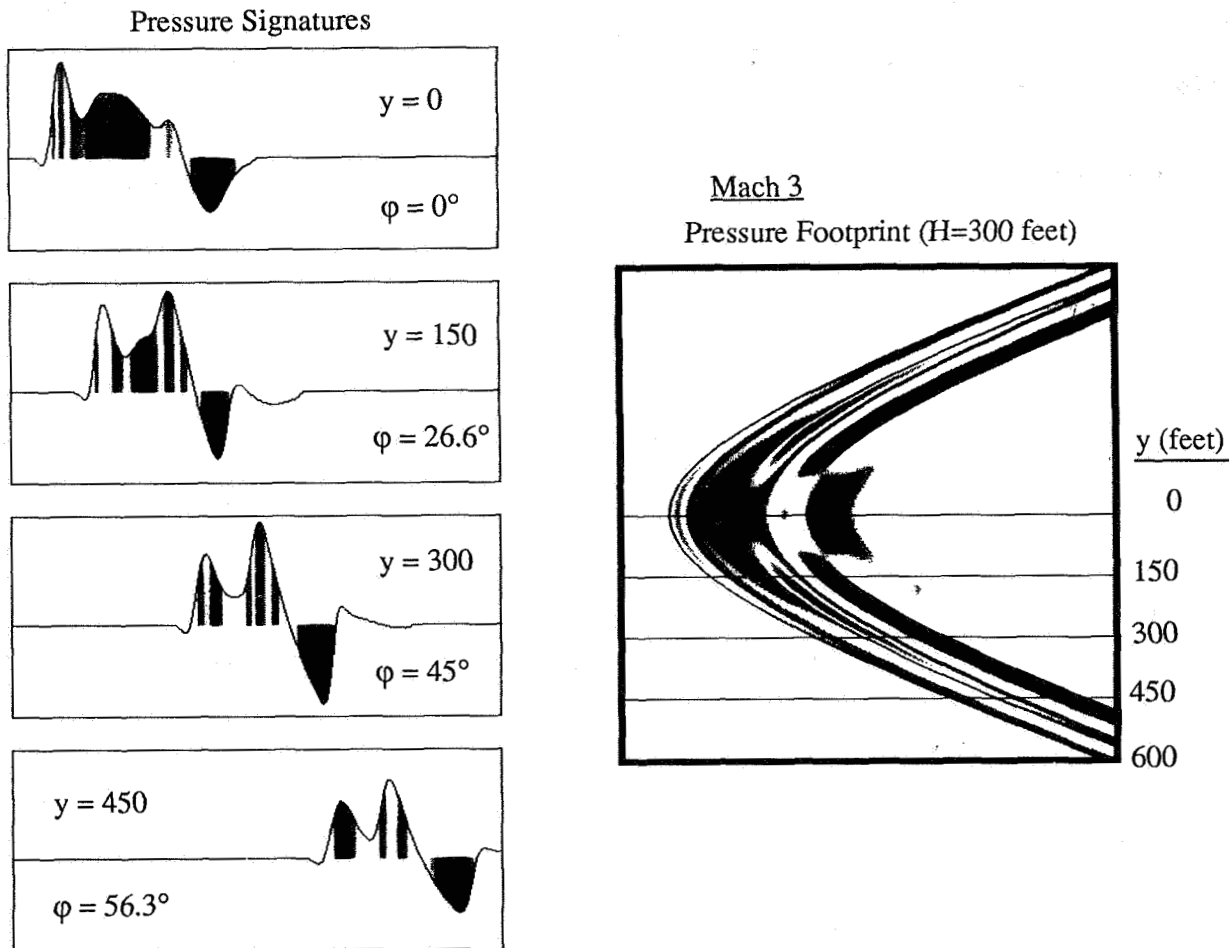 Pressure Signatures
y = 0
φ = 0°
y = 150
φ = 26.6°
y = 300
φ = 45°
y = 450
φ = 56.3°
Mach 3
Pressure Footprint (H=300 feet)
y (feet)
0
150
300
450
600